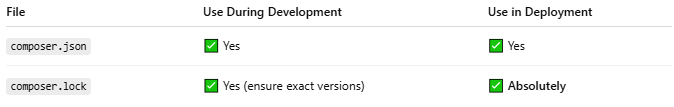 File Use During Development Use in Deployment
composer.json ✅ Yes ✅ Yes
composer.lock ✅ Yes (ensure exact versions) ✅ Absolutely